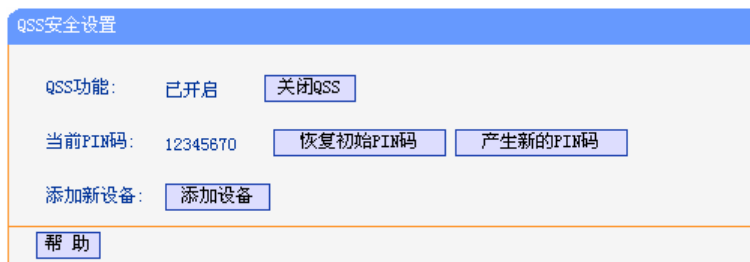 QSS安全设置
QSS功能: 已开启 关闭QSS
当前PIN码: 12345670 恢复初始PIN码 产生新的PIN码
添加新设备: 添加设备
帮 助